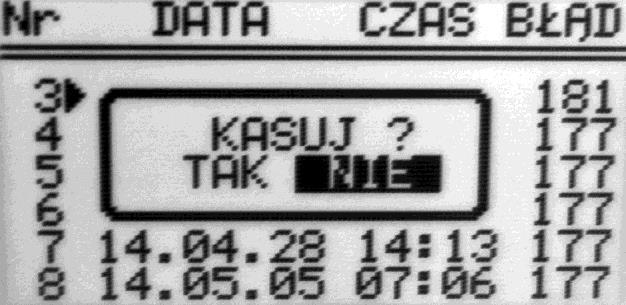 Nr DATA CZAS BŁĄD
3 181
4 KASUJ ? 177
5 TAK NIE 177
6 177
7 14.04.28 14:13 177
8 14.05.05 07:06 177